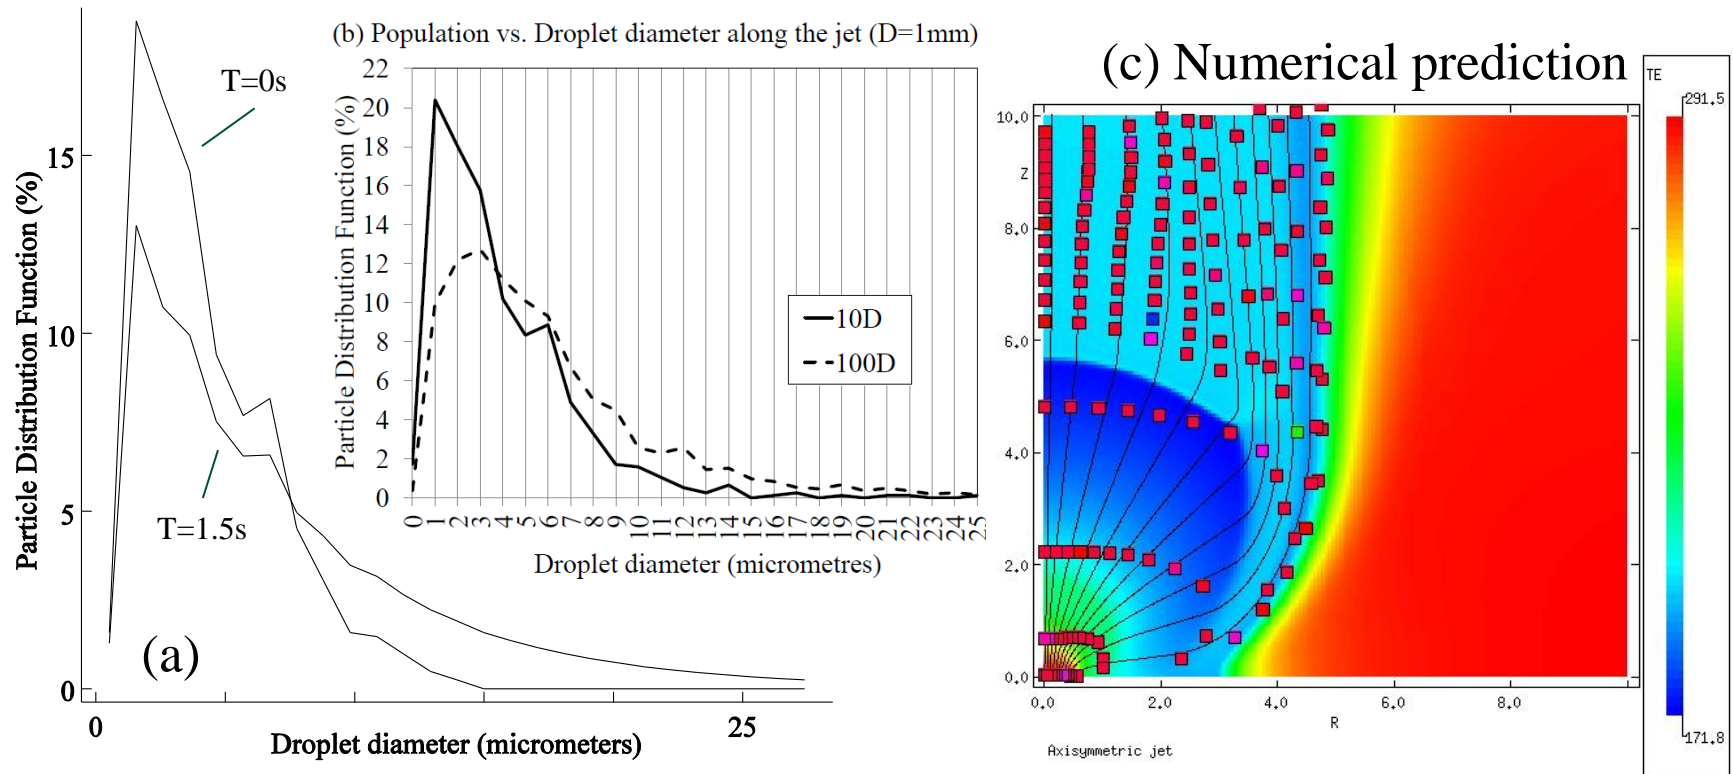 T=0s
T=1.5s
15
10
5
0
0
25
Particle Distribution Function (%)
Droplet diameter (micrometers)
(a)
(b) Population vs. Droplet diameter along the jet (D=1mm)
Particle Distribution Function (%)
22
20
18
16
14
12
10
8
6
4
2
0
10D
100D
0 1 2 3 4 5 6 7 8 9 10 11 12 13 14 15 16 17 18 19 20 21 22 23 24 25
Droplet diameter (micrometres)
(c) Numerical prediction
TE
291.5
171.8
10.0
Z
8.0
6.0
4.0
2.0
0.0
0.0 2.0 4.0 6.0 8.0
R
Axisymmetric jet